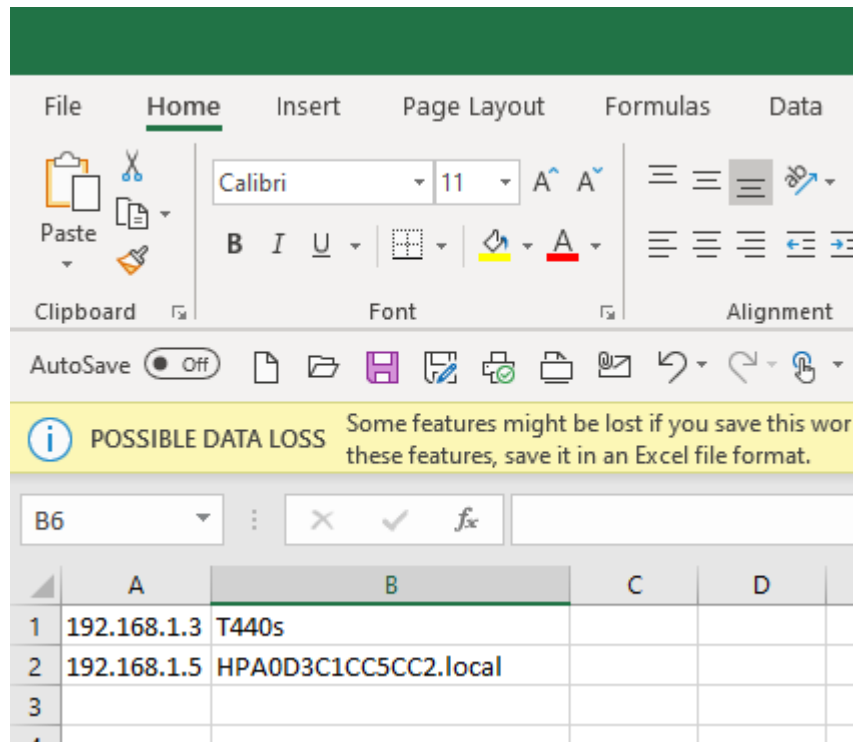 File Home Insert Page Layout Formulas Data
Calibri 11 A A
Paste
B I U A
Clipboard Font Alignment
AutoSave Off
POSSIBLE DATA LOSS Some features might be lost if you save this wor
these features, save it in an Excel file format.
B6 fx
A B C D
1 192.168.1.3 T440s
2 192.168.1.5 HPA0D3C1CC5CC2.local
3